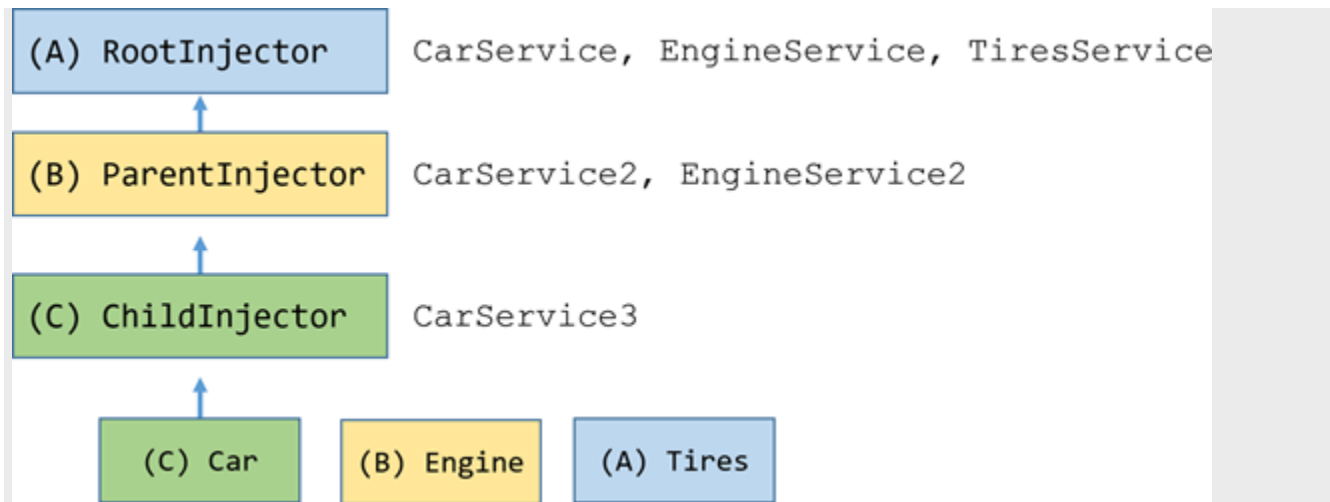 (A) RootInjector CarService, EngineService, TiresService
(B) ParentInjector CarService2, EngineService2
(C) ChildInjector CarService3
(C) Car (B) Engine (A) Tires